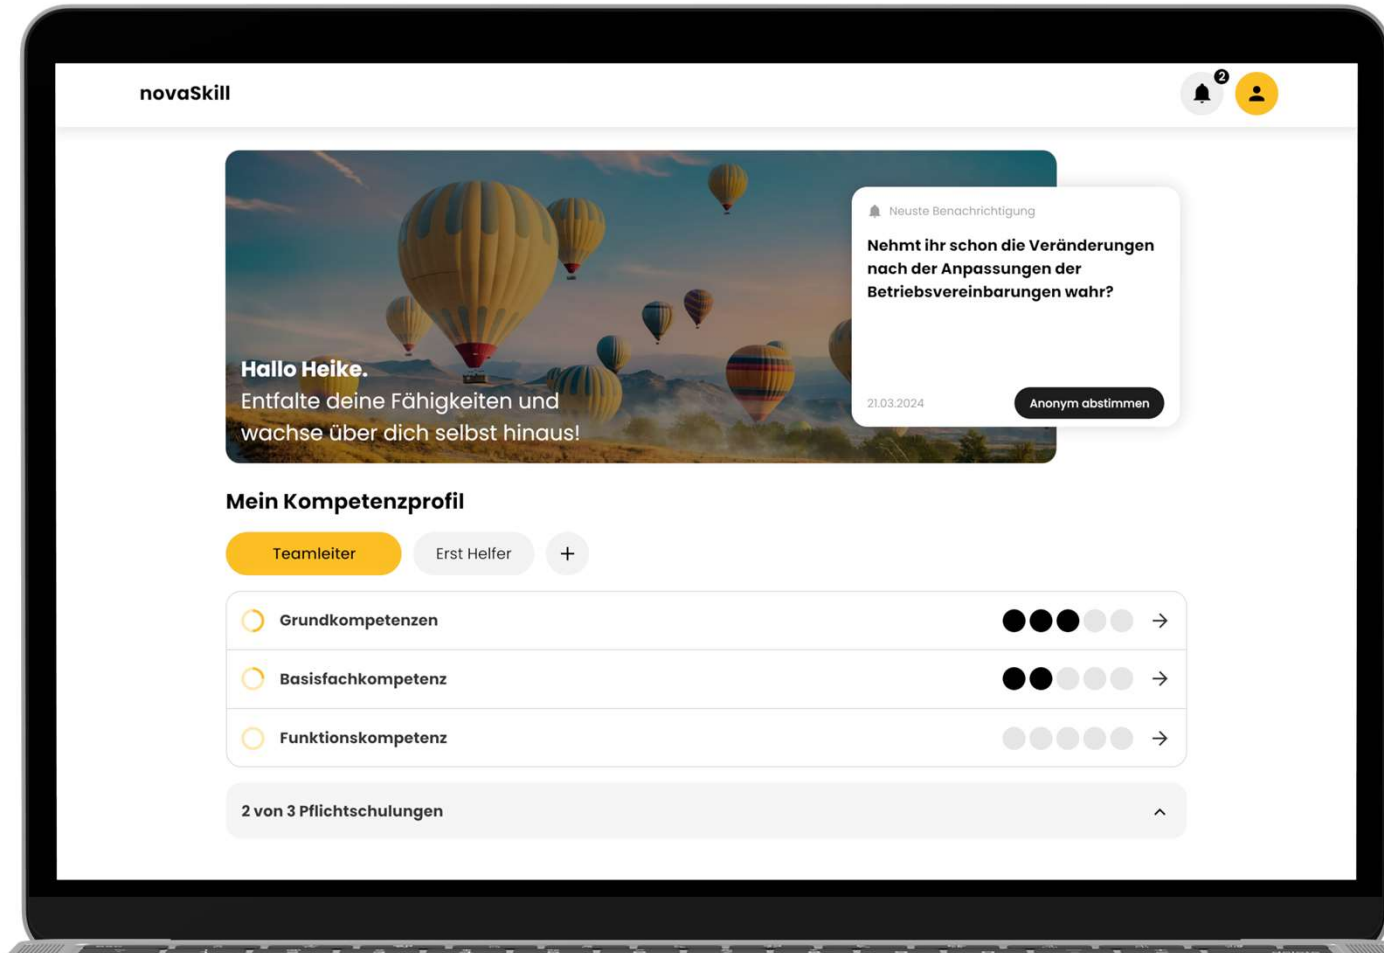 novaSkill
2
Neuste Benachrichtigung
Nehmt ihr schon die Veränderungen
nach der Anpassungen der
Betriebsvereinbarungen wahr?
21.03.2024
Anonym abstimmen
Hallo Heike.
Entfalte deine Fähigkeiten und
wachse über dich selbst hinaus!
Mein Kompetenzprofil
Teamleiter
Erst Helfer
+
Grundkompetenzen
Basisfachkompetenz
Funktionskompetenz
2 von 3 Pflichtschulungen